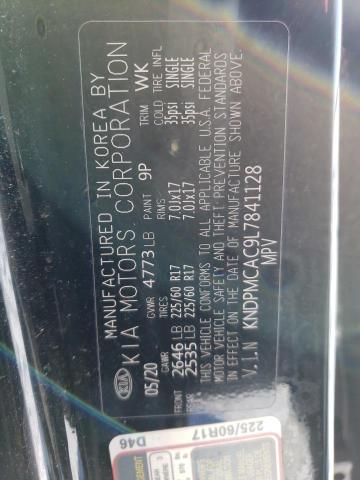 MANUFACTURED IN KOREA BY
KIA KIA MOTORS CORPORATION
05/20 GVWR 4773 LB PAINT 9P TRIM WK
GAWR TIRES RIMS COLD TIRE INFL
FRONT 2646 LB 225/60 R17 7.0Jx17 35psi SINGLE
REAR 2535 LB 225/60 R17 7.0Jx17 35psi SINGLE
THIS VEHICLE CONFORMS TO ALL APPLICABLE U.S.A. FEDERAL
MOTOR VEHICLE SAFETY AND THEFT PREVENTION STANDARDS
IN EFFECT ON THE DATE OF MANUFACTURE SHOWN ABOVE.
V.I.N KNDPMCAC9L7841128
MPV
D46 225/60R17